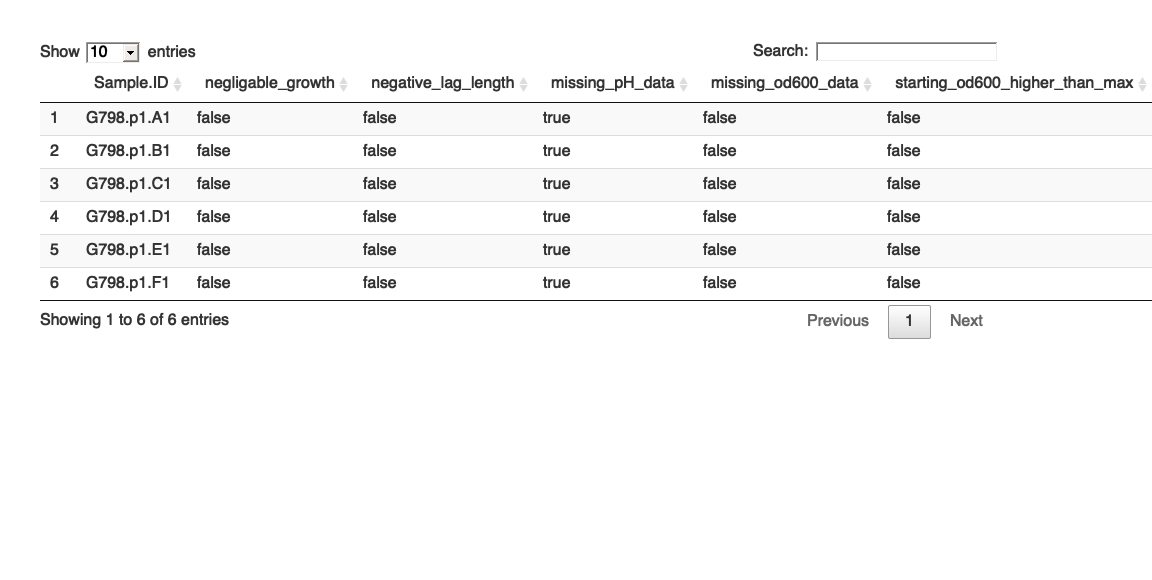 Show 10 entries Search:
Sample.ID negligable_growth negative_lag_length missing_pH_data missing_od600_data starting_od600_higher_than_max
1 G798.p1.A1 false false true false false
2 G798.p1.B1 false false true false false
3 G798.p1.C1 false false true false false
4 G798.p1.D1 false false true false false
5 G798.p1.E1 false false true false false
6 G798.p1.F1 false false true false false
Showing 1 to 6 of 6 entries Previous 1 Next